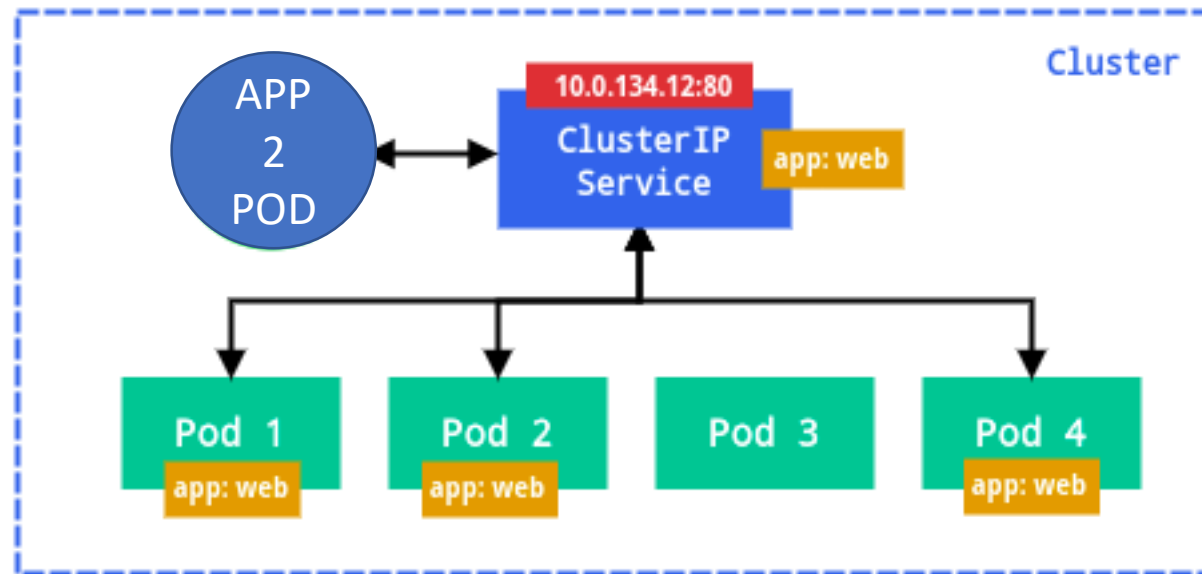 Cluster
APP
2
POD
10.0.134.12:80
ClusterIP
Service
app: web
Pod 1
app: web
Pod 2
app: web
Pod 3
Pod 4
app: web